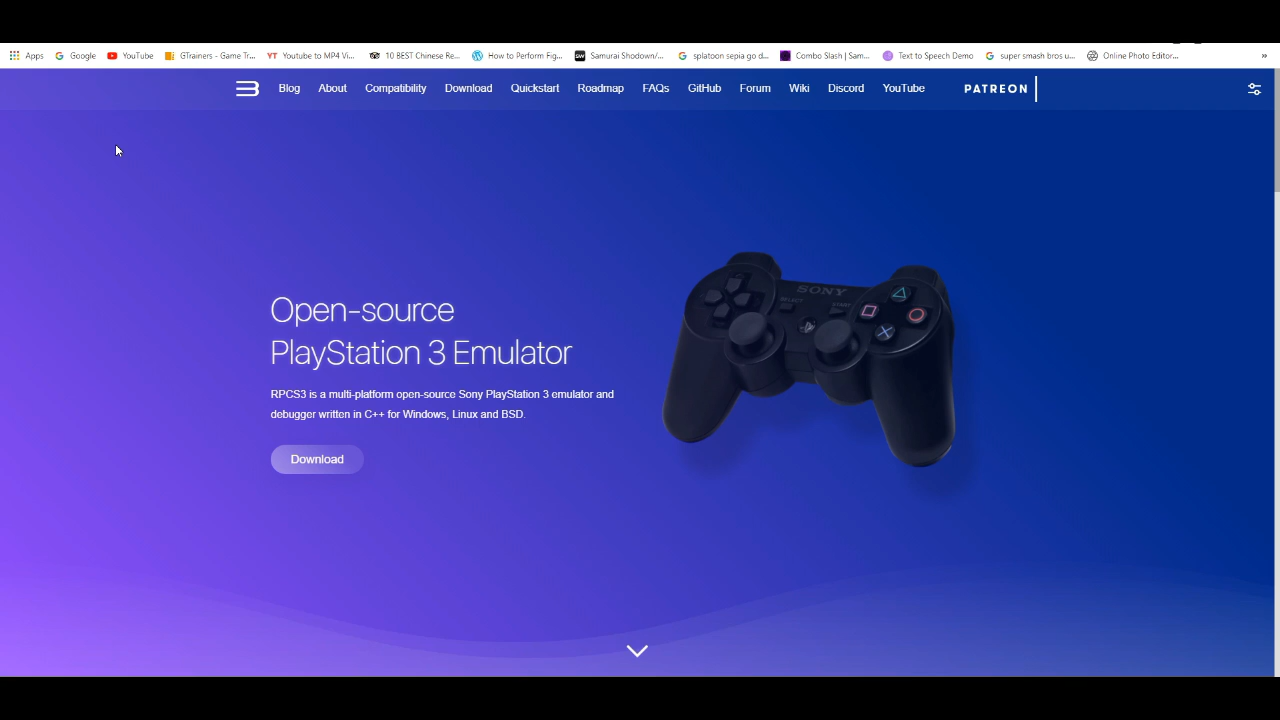 Apps Google YouTube GTrainers - Game Tr... Youtube to MP4 Vi... 10 BEST Chinese Re... How to Perform Fig... Samurai Shodown/... splatoon sepia go d... Combo Slash | Sam... Text to Speech Demo super smash bros u... Online Photo Editor... »
Blog About Compatibility Download Quickstart Roadmap FAQs GitHub Forum Wiki Discord YouTube PATREON
SONY
SELECT START
Open-source
PlayStation 3 Emulator
RPCS3 is a multi-platform open-source Sony PlayStation 3 emulator and
debugger written in C++ for Windows, Linux and BSD.
Download